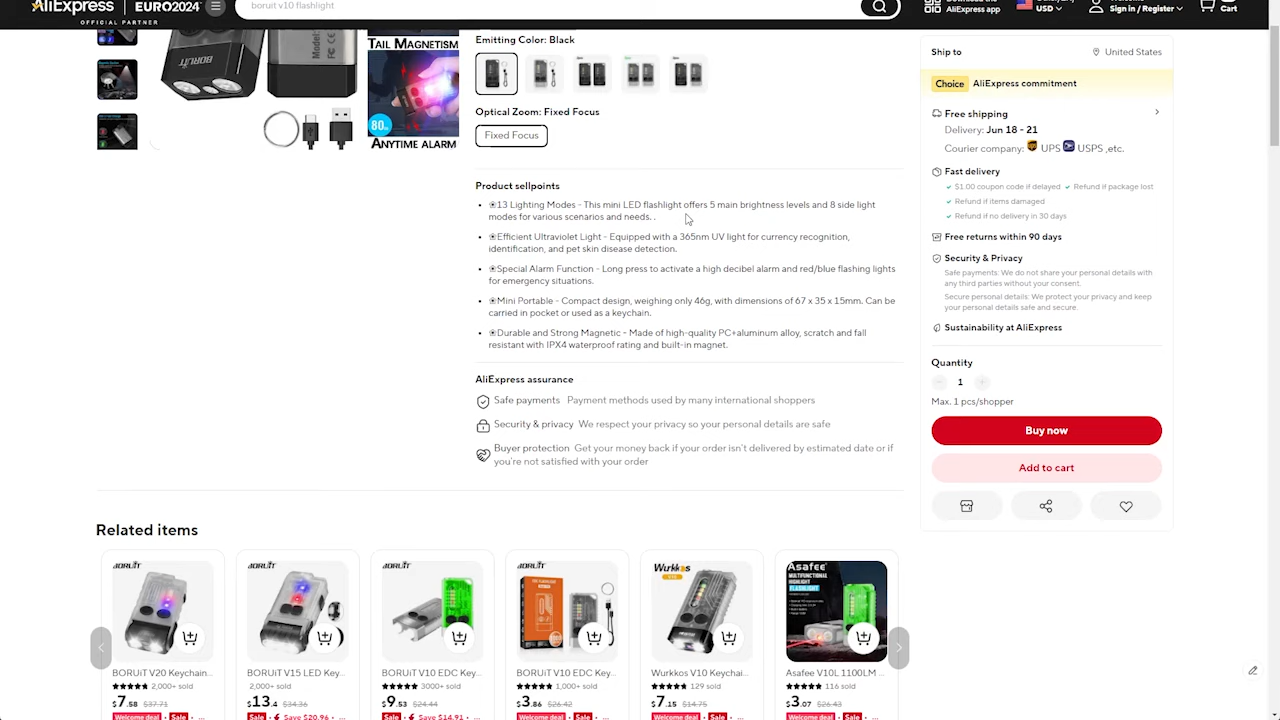 AliExpress EURO2024
OFFICIAL PARTNER
boruit v10 flashlight
Download AliExpress app
USD
Sign in / Register
Cart
Model:
FC CE
BORUiT
TAIL MAGNETISM
80
ANYTIME ALARM
Emitting Color: Black
Optical Zoom: Fixed Focus
Fixed Focus
Product sellpoints
❀13 Lighting Modes - This mini LED flashlight offers 5 main brightness levels and 8 side light
modes for various scenarios and needs. .
❀Efficient Ultraviolet Light - Equipped with a 365nm UV light for currency recognition,
identification, and pet skin disease detection.
❀Special Alarm Function - Long press to activate a high decibel alarm and red/blue flashing lights
for emergency situations.
❀Mini Portable - Compact design, weighing only 46g, with dimensions of 67 x 35 x 15mm. Can be
carried in pocket or used as a keychain.
❀Durable and Strong Magnetic - Made of high-quality PC+aluminum alloy, scratch and fall
resistant with IPX4 waterproof rating and built-in magnet.
AliExpress assurance
Safe payments Payment methods used by many international shoppers
Security & privacy We respect your privacy so your personal details are safe
Buyer protection Get your money back if your order isn't delivered by estimated date or if
you're not satisfied with your order
Ship to United States
Choice AliExpress commitment
Free shipping
Delivery: Jun 18 - 21
Courier company: UPS USPS ,etc.
Fast delivery
$1.00 coupon code if delayed Refund if package lost
Refund if items damaged
Refund if no delivery in 30 days
Free returns within 90 days
Security & Privacy
Safe payments: We do not share your personal details with
any third parties without your consent.
Secure personal details: We protect your privacy and keep
your personal details safe and secure.
Sustainability at AliExpress
Quantity
1
Max. 1 pcs/shopper
Buy now
Add to cart
Related items
BORUiT
BORUiT V20 Keychain...
2,000+ sold
$7.58 $37.71
Welcome deal Sale ...
BORUiT
BORUiT V15 LED Key...
2,000+ sold
$13.4 $34.36
Sale Save $20.96 ...
BORUiT
BORUiT V10 EDC Key...
3000+ sold
$9.53 $24.44
Sale Save $14.91 ...
BORUiT
BORUiT V10 EDC Key...
1,000+ sold
$3.86 $26.42
Welcome deal Sale ...
Wurkkos
Wurkkos V10 Keychai...
129 sold
$7.15 $14.75
Welcome deal Sale ...
Asafee
MULTIFUNCTIONAL
HIGHLIGHT
FLASHLIGHT
Asafee V10L 1100LM ...
116 sold
$3.07 $26.43
Welcome deal Sale ...